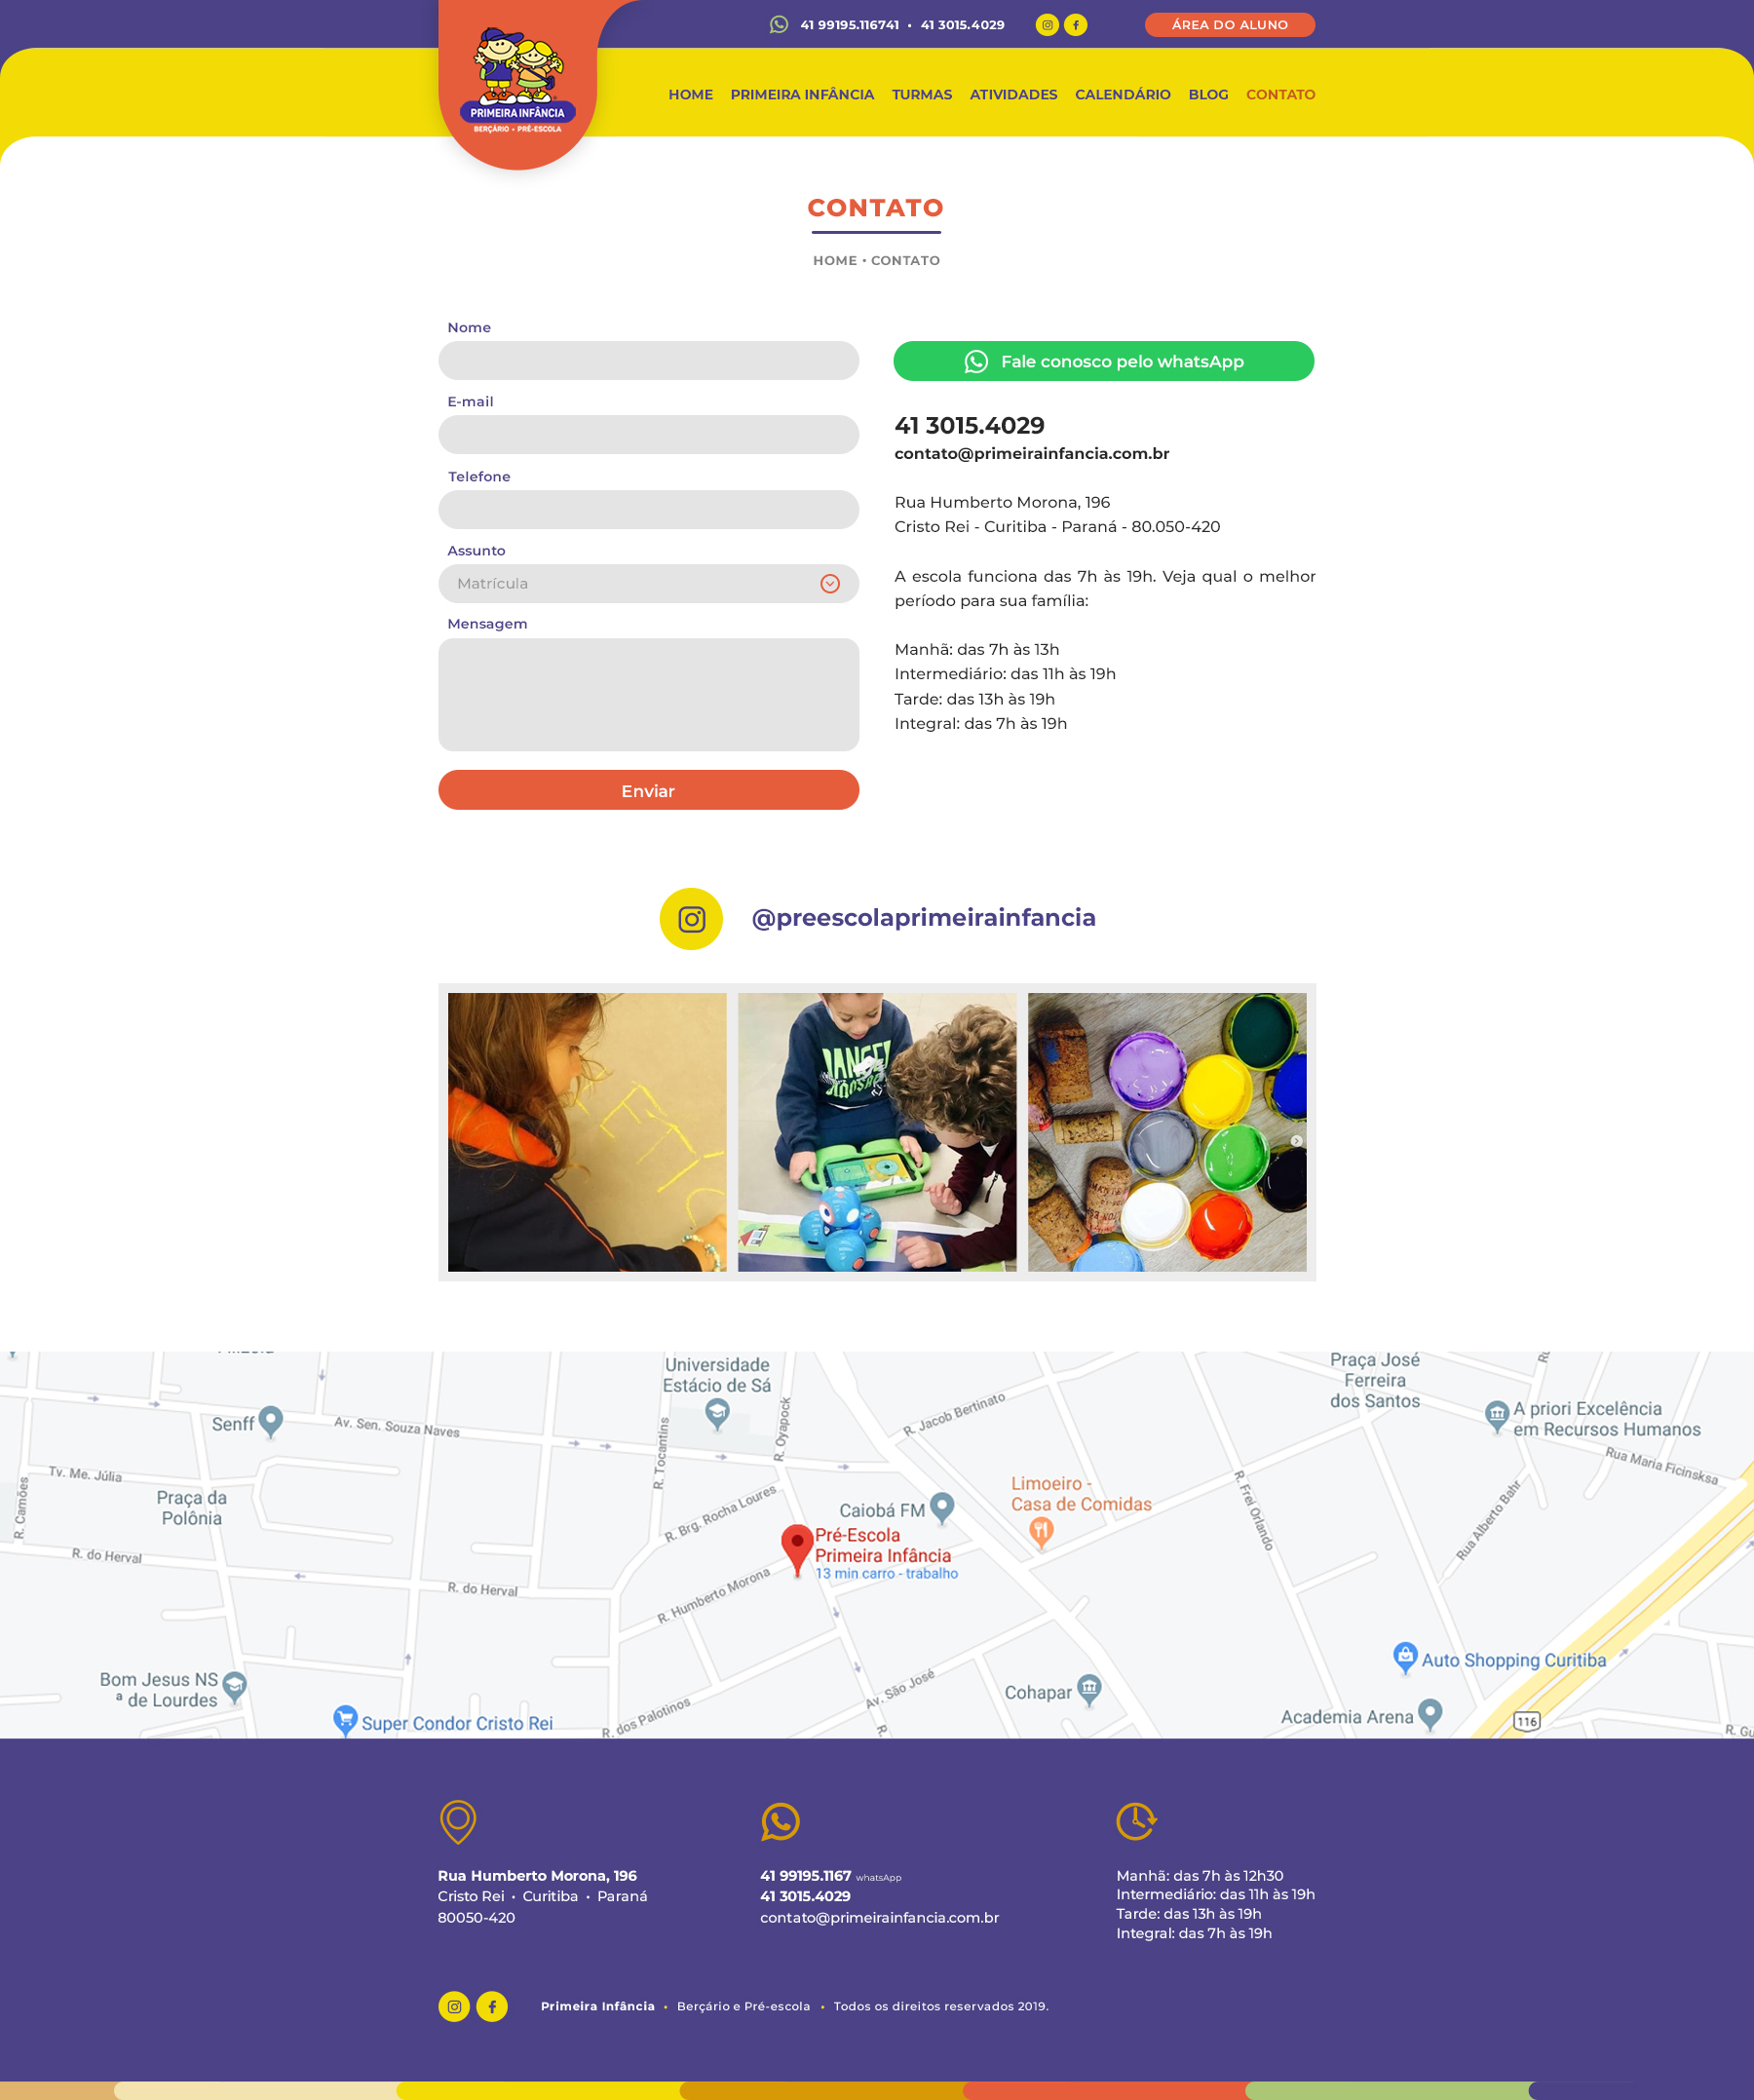 41 99195.116741 • 41 3015.4029
ÁREA DO ALUNO
PRIMEIRA INFÂNCIA
BERÇÁRIO • PRÉ-ESCOLA
HOME PRIMEIRA INFÂNCIA TURMAS ATIVIDADES CALENDÁRIO BLOG CONTATO
CONTATO
HOME • CONTATO
Nome
E-mail
Telefone
Assunto
Matrícula
Mensagem
Enviar
Fale conosco pelo whatsApp
41 3015.4029
contato@primeirainfancia.com.br
Rua Humberto Morona, 196
Cristo Rei - Curitiba - Paraná - 80.050-420
A escola funciona das 7h às 19h. Veja qual o melhor
período para sua família:
Manhã: das 7h às 13h
Intermediário: das 11h às 19h
Tarde: das 13h às 19h
Integral: das 7h às 19h
@preescolaprimeirainfancia
Universidade
Estácio de Sá
Praça José
Ferreira
dos Santos
A priori Excelência
em Recursos Humanos
Senff
Av. Sen. Souza Naves
R. Tocantins
R. Oyapock
R. Jacob Bertinato
Rua Maria Ficinsksa
Tv. Me. Júlia
R. Camões
Praça da
Polônia
R. Brg. Rocha Loures
Caiobá FM
Limoeiro -
Casa de Comidas
R. Frei Orlando
Rua Alberto Bahr
Pré-Escola
Primeira Infância
13 min carro - trabalho
R. do Herval
R. do Herval
R. Humberto Morona
Bom Jesus NS
ª de Lourdes
Super Condor Cristo Rei
R. dos Palotinos
Av. São José
R.
Cohapar
Auto Shopping Curitiba
Academia Arena
116
R. Gu
Rua Humberto Morona, 196
Cristo Rei • Curitiba • Paraná
80050-420
41 99195.1167 whatsApp
41 3015.4029
contato@primeirainfancia.com.br
Manhã: das 7h às 12h30
Intermediário: das 11h às 19h
Tarde: das 13h às 19h
Integral: das 7h às 19h
Primeira Infância • Berçário e Pré-escola • Todos os direitos reservados 2019.